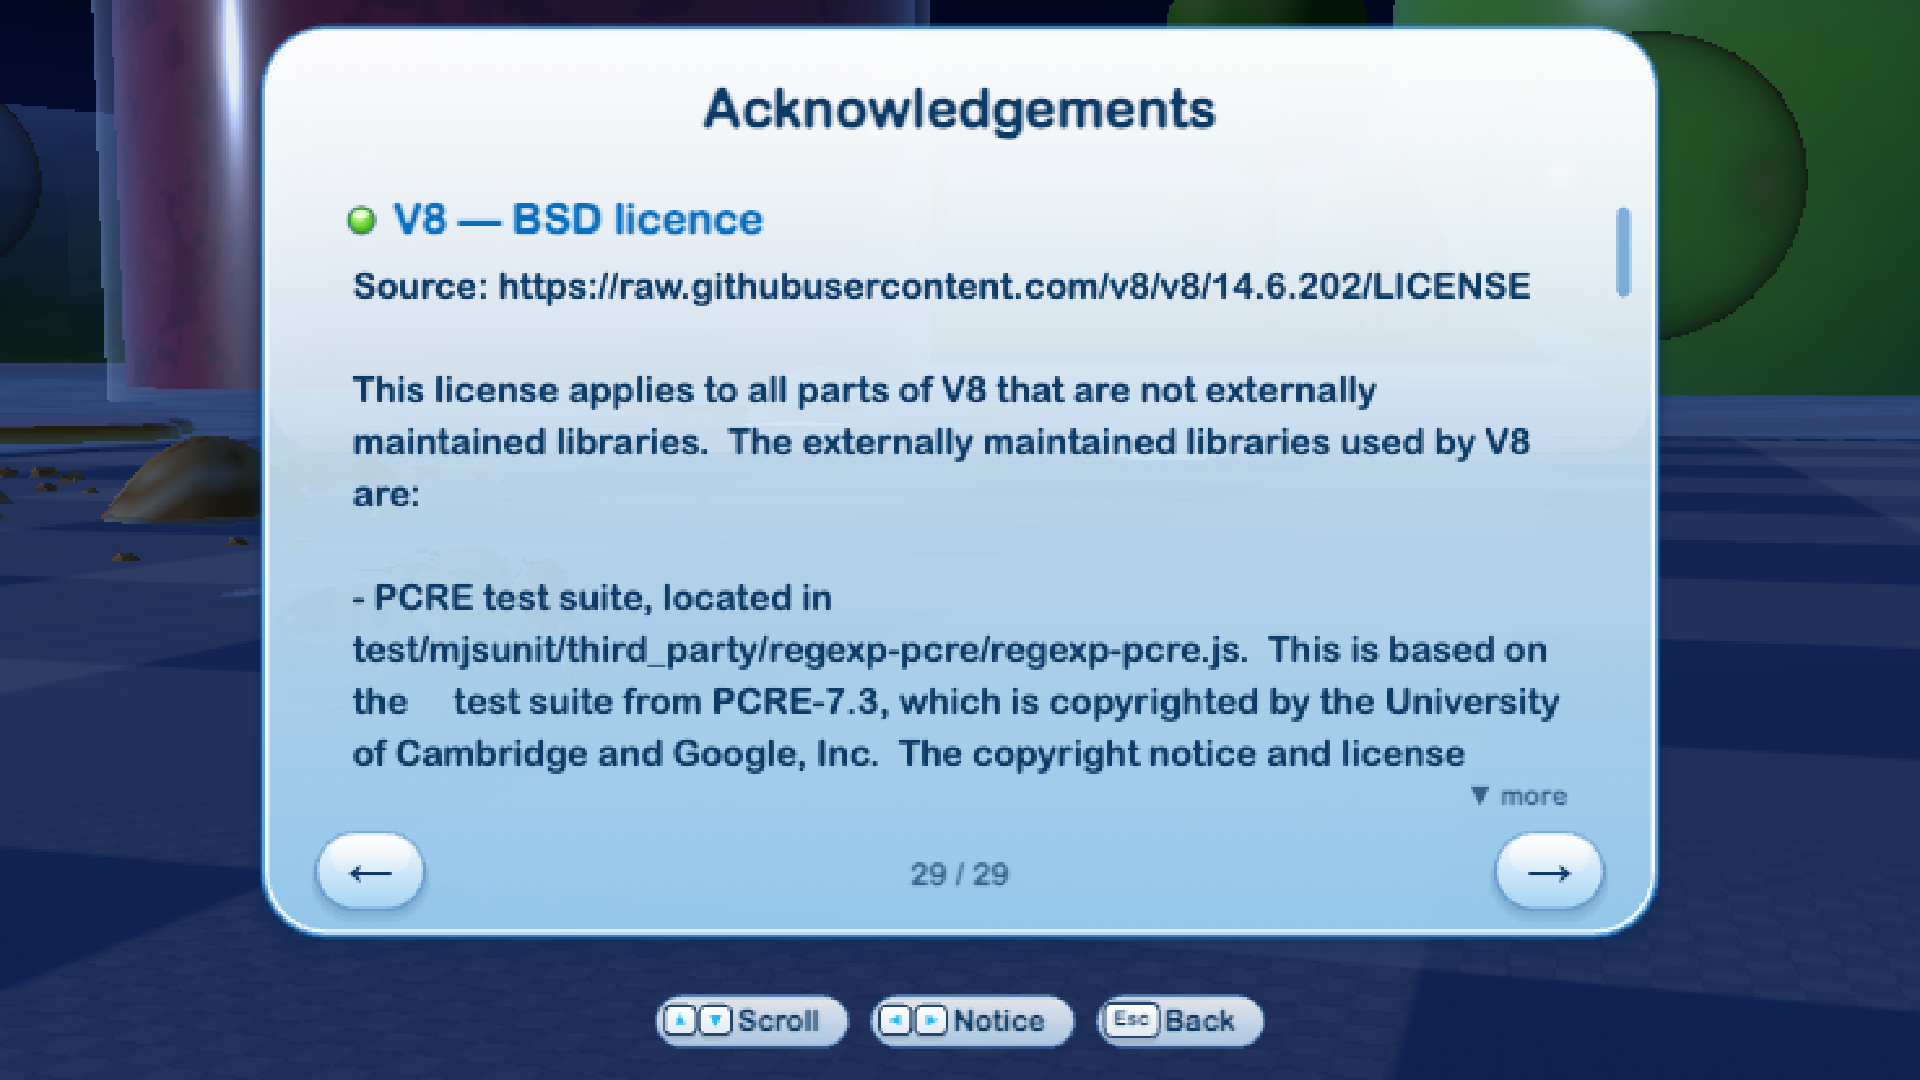 Acknowledgements
V8 — BSD licence
Source: https://raw.githubusercontent.com/v8/v8/14.6.202/LICENSE
This license applies to all parts of V8 that are not externally
maintained libraries.  The externally maintained libraries used by V8
are:
- PCRE test suite, located in
test/mjsunit/third_party/regexp-pcre/regexp-pcre.js.  This is based on
the     test suite from PCRE-7.3, which is copyrighted by the University
of Cambridge and Google, Inc.  The copyright notice and license
▼ more
← 29 / 29 →
▲ ▼ Scroll ◄ ► Notice Esc Back